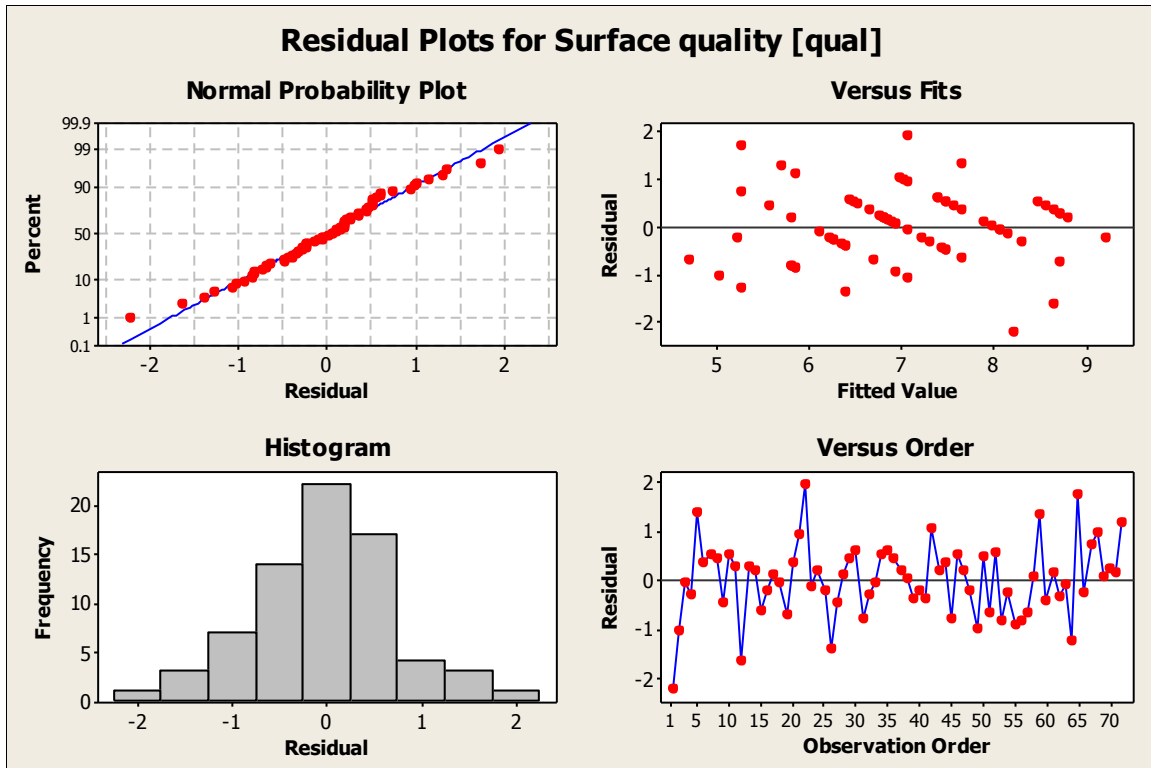 Residual Plots for Surface quality [qual]
Normal Probability Plot
99.9
99
90
50
10
1
0.1
Percent
-2 -1 0 1 2
Residual
Versus Fits
2
1
0
-1
-2
Residual
5 6 7 8 9
Fitted Value
Histogram
20
15
10
5
0
Frequency
-2 -1 0 1 2
Residual
Versus Order
2
1
0
-1
-2
Residual
1 5 10 15 20 25 30 35 40 45 50 55 60 65 70
Observation Order